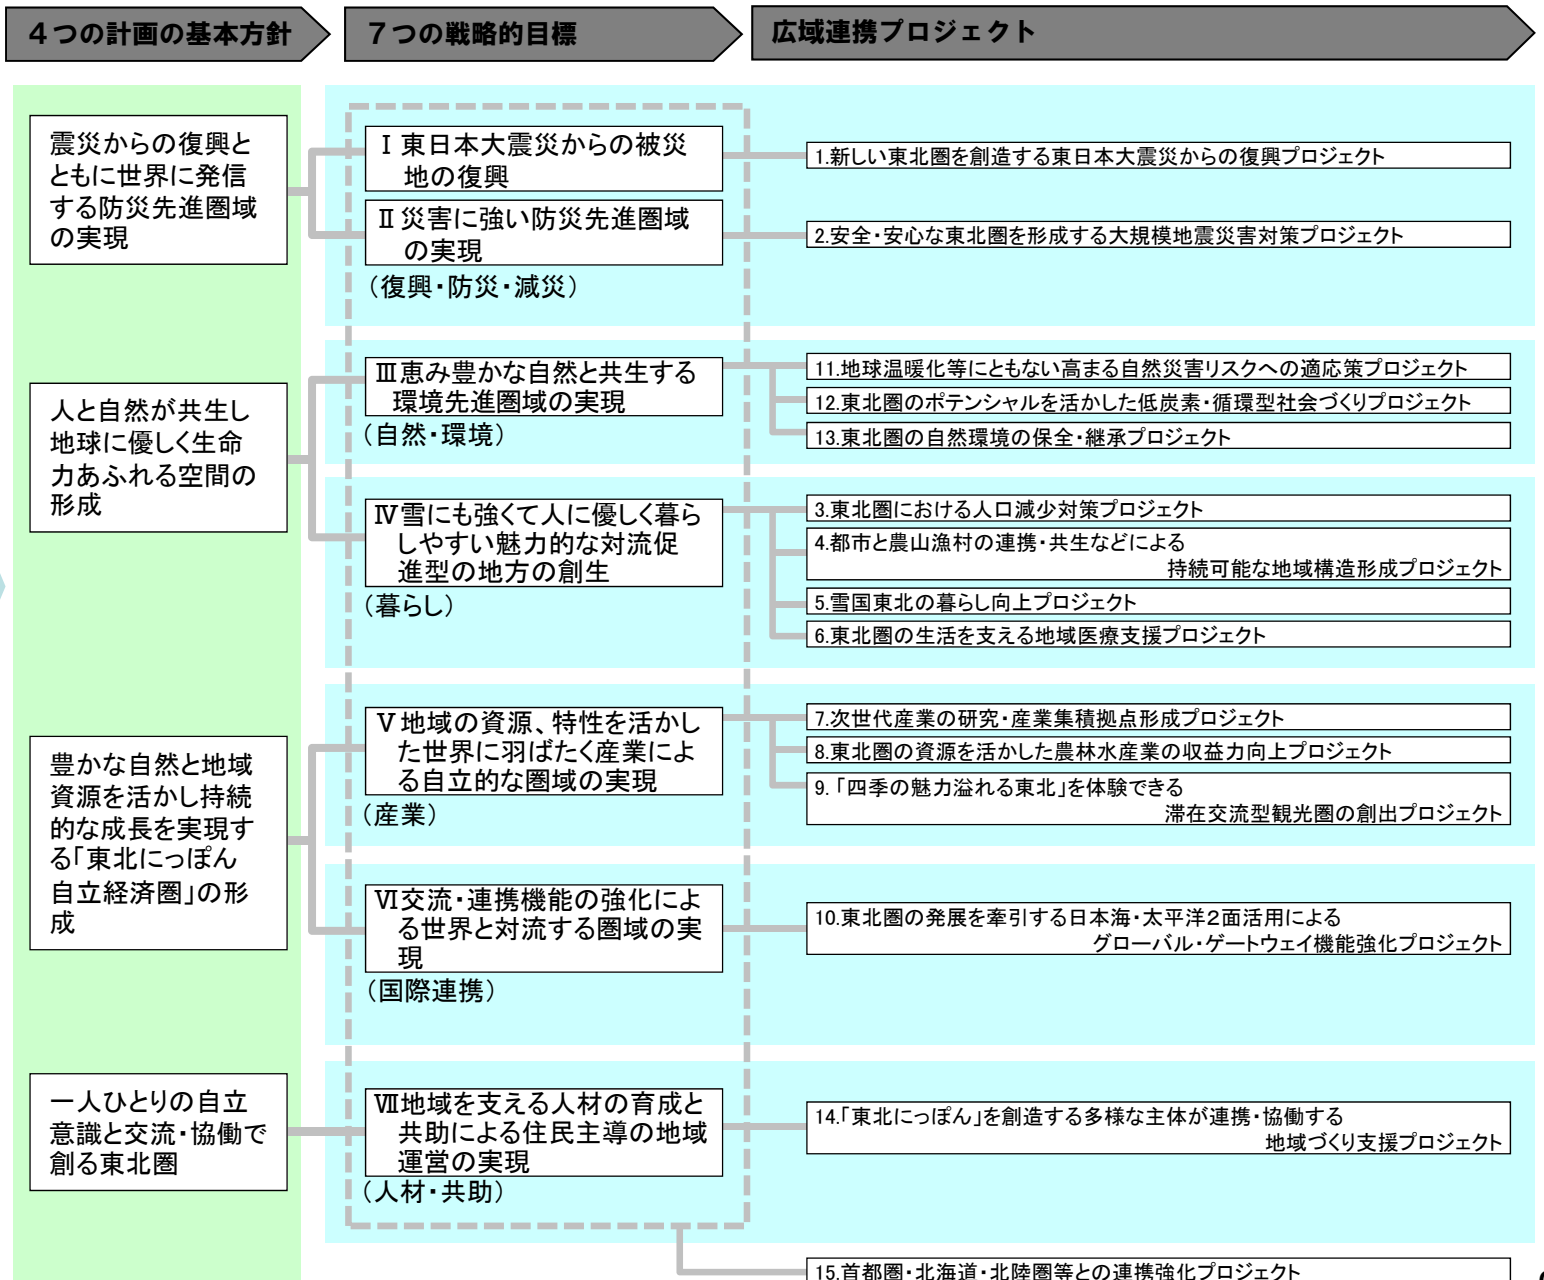 ４つの計画の基本方針
７つの戦略的目標
広域連携プロジェクト
震災からの復興と
ともに世界に発信
する防災先進圏域
の実現
Ⅰ東日本大震災からの被災
地の復興
Ⅱ災害に強い防災先進圏域
の実現
（復興・防災・減災）
1.新しい東北圏を創造する東日本大震災からの復興プロジェクト
2.安全・安心な東北圏を形成する大規模地震災害対策プロジェクト
人と自然が共生し
地球に優しく生命
力あふれる空間の
形成
Ⅲ恵み豊かな自然と共生する
環境先進圏域の実現
（自然・環境）
11.地球温暖化等にともない高まる自然災害リスクへの適応策プロジェクト
12.東北圏のポテンシャルを活かした低炭素・循環型社会づくりプロジェクト
13.東北圏の自然環境の保全・継承プロジェクト
Ⅳ雪にも強くて人に優しく暮ら
しやすい魅力的な対流促
進型の地方の創生
（暮らし）
3.東北圏における人口減少対策プロジェクト
4.都市と農山漁村の連携・共生などによる
持続可能な地域構造形成プロジェクト
5.雪国東北の暮らし向上プロジェクト
6.東北圏の生活を支える地域医療支援プロジェクト
豊かな自然と地域
資源を活かし持続
的な成長を実現す
る「東北にっぽん
自立経済圏」の形
成
Ⅴ地域の資源、特性を活かし
た世界に羽ばたく産業によ
る自立的な圏域の実現
（産業）
7.次世代産業の研究・産業集積拠点形成プロジェクト
8.東北圏の資源を活かした農林水産業の収益力向上プロジェクト
9.「四季の魅力溢れる東北」を体験できる
滞在交流型観光圏の創出プロジェクト
Ⅵ交流・連携機能の強化によ
る世界と対流する圏域の実
現
（国際連携）
10.東北圏の発展を牽引する日本海・太平洋２面活用による
グローバル・ゲートウェイ機能強化プロジェクト
一人ひとりの自立
意識と交流・協働で
創る東北圏
Ⅶ地域を支える人材の育成と
共助による住民主導の地域
運営の実現
（人材・共助）
14.「東北にっぽん」を創造する多様な主体が連携・協働する
地域づくり支援プロジェクト
15.首都圏・北海道・北陸圏等との連携強化プロジェクト